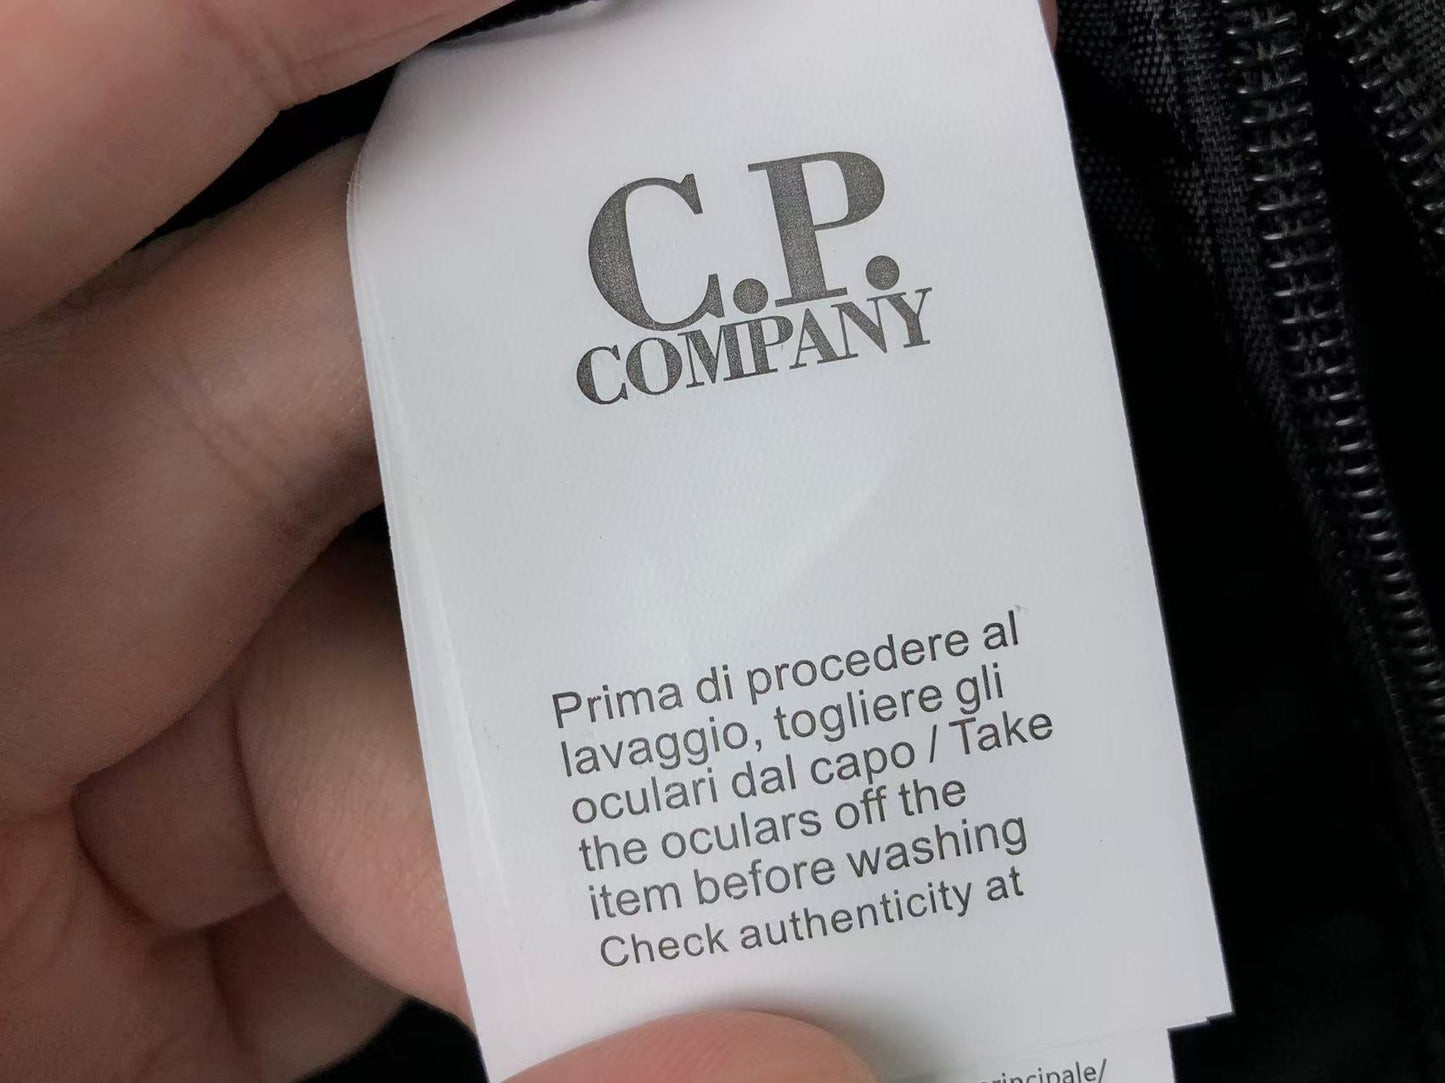 C.P.
COMPANY
Prima di procedere al
lavaggio, togliere gli
oculari dal capo / Take
the oculars off the
item before washing
Check authenticity at
principale/